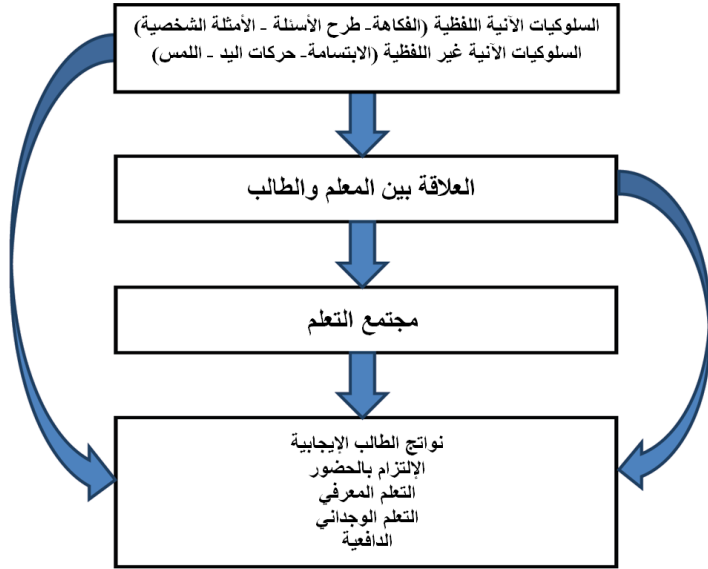 السلوكيات الآنية اللفظية (الفكاهة- طرح الأسئلة - الأمثلة الشخصية)
السلوكيات الآنية غير اللفظية (الابتسامة- حركات اليد - اللمس)
العلاقة بين المعلم والطالب
مجتمع التعلم
نواتج الطالب الإيجابية
الإلتزام بالحضور
التعلم المعرفي
التعلم الوجداني
الدافعية